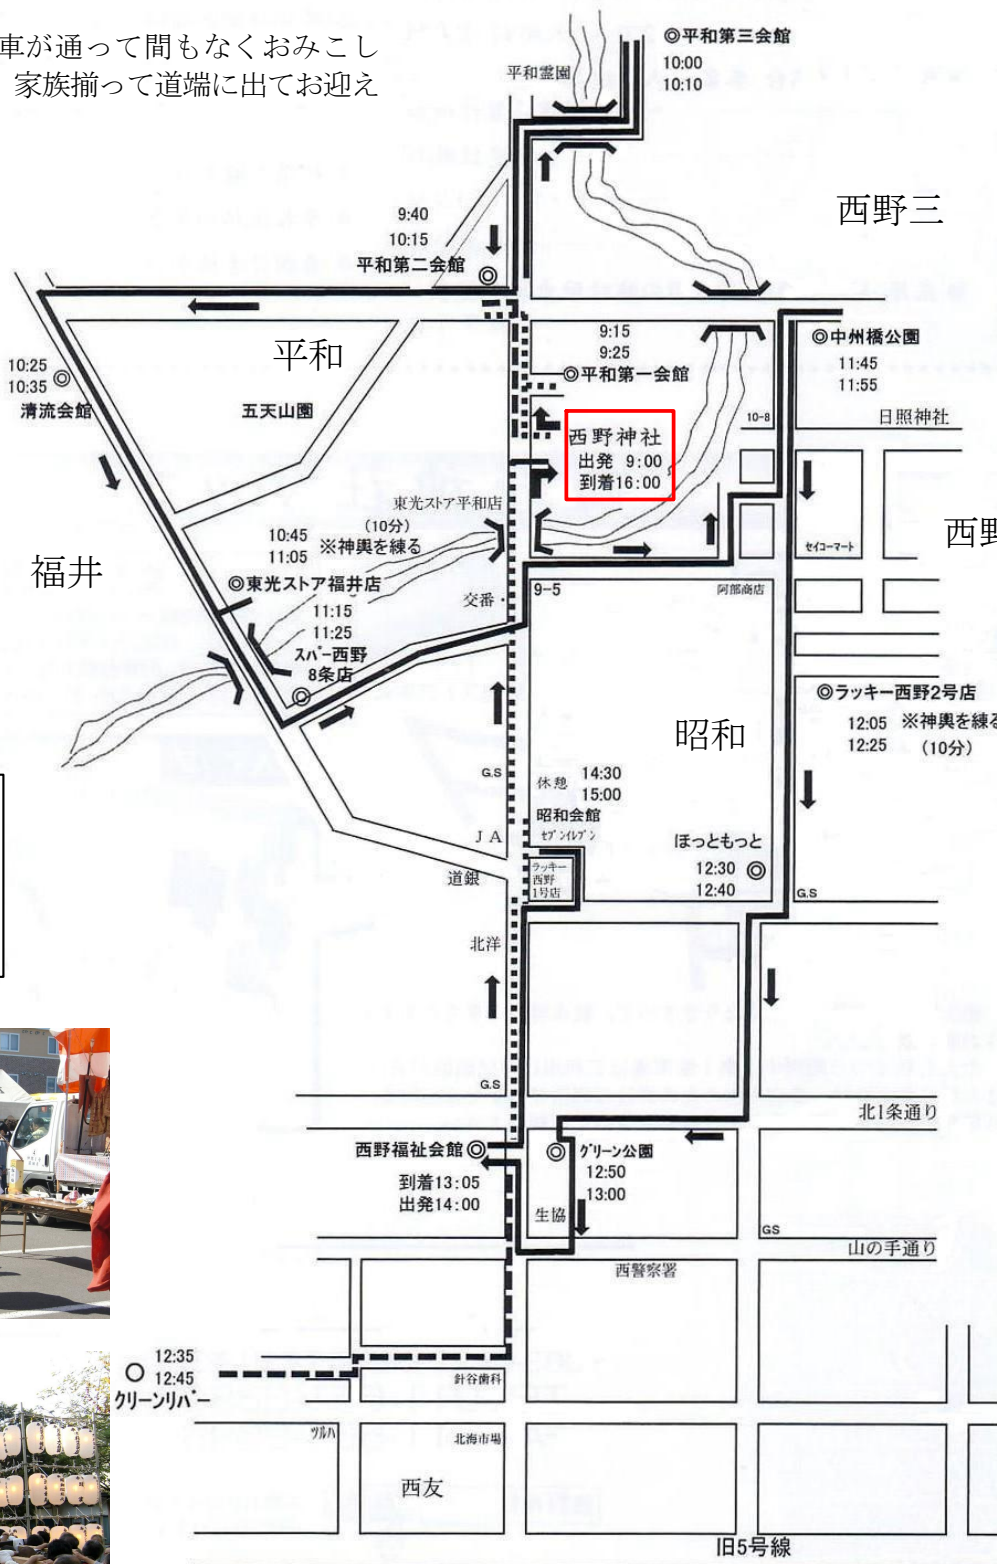 車が通って間もなくおみこし
家族揃って道端に出てお迎え
◎平和第三会館
10:00
10:10
平和霊園
西野三
9:40
10:15
平和第二会館
◎
9:15
9:25
◎平和第一会館
◎中州橋公園
11:45
11:55
平和
10:25
10:35
◎
清流会館
五天山園
10-8
日照神社
西野神社
出発 9:00
到着16:00
東光ストア平和店
(10分)
10:45
※神輿を練る
11:05
セイコーマート
西野
福井
◎東光ストア福井店
9-5
阿部商店
交番・
11:15
11:25
スパー西野
8条店
◎
◎ラッキー西野2号店
12:05 ※神輿を練る
12:25 (10分)
昭和
G.S
休憩
14:30
15:00
昭和会館
セブンイレブン
JA
ほっともっと
道銀
ラッキー
西野
1号店
12:30 ◎
12:40
G.S
北洋
G.S
北1条通り
西野福祉会館◎
◎
グリーン公園
12:50
13:00
到着13:05
出発14:00
生協
GS
山の手通り
西警察署
12:35
○
12:45
クリーンリバー
針谷歯科
ツルハ
北海市場
西友
旧5号線